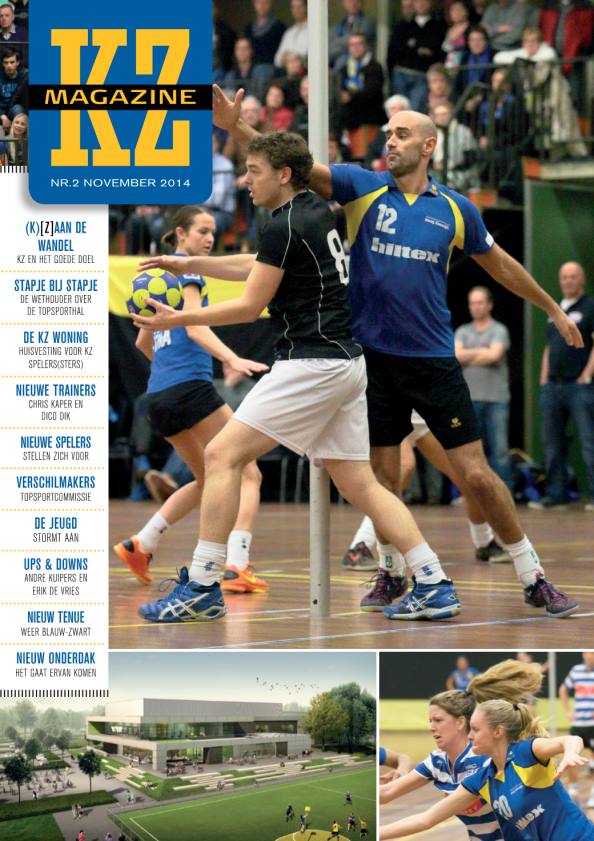 KZ
MAGAZINE
NR.2 NOVEMBER 2014
(K)[Z]AAN DE
WANDEL
KZ EN HET GOEDE DOEL
STAPJE BIJ STAPJE
DE WETHOUDER OVER
DE TOPSPORTHAL
DE KZ WONING
HUISVESTING VOOR KZ
SPELERS(STERS)
NIEUWE TRAINERS
CHRIS KAPER EN
DICO DIK
NIEUWE SPELERS
STELLEN ZICH VOOR
VERSCHILMAKERS
TOPSPORTCOMMISSIE
DE JEUGD
STORMT AAN
UPS & DOWNS
ANDRE KUIPERS EN
ERIK DE VRIES
NIEUW TENUE
WEER BLAUW-ZWART
NIEUW ONDERDAK
HET GAAT ERVAN KOMEN
12
hiltex
8
20